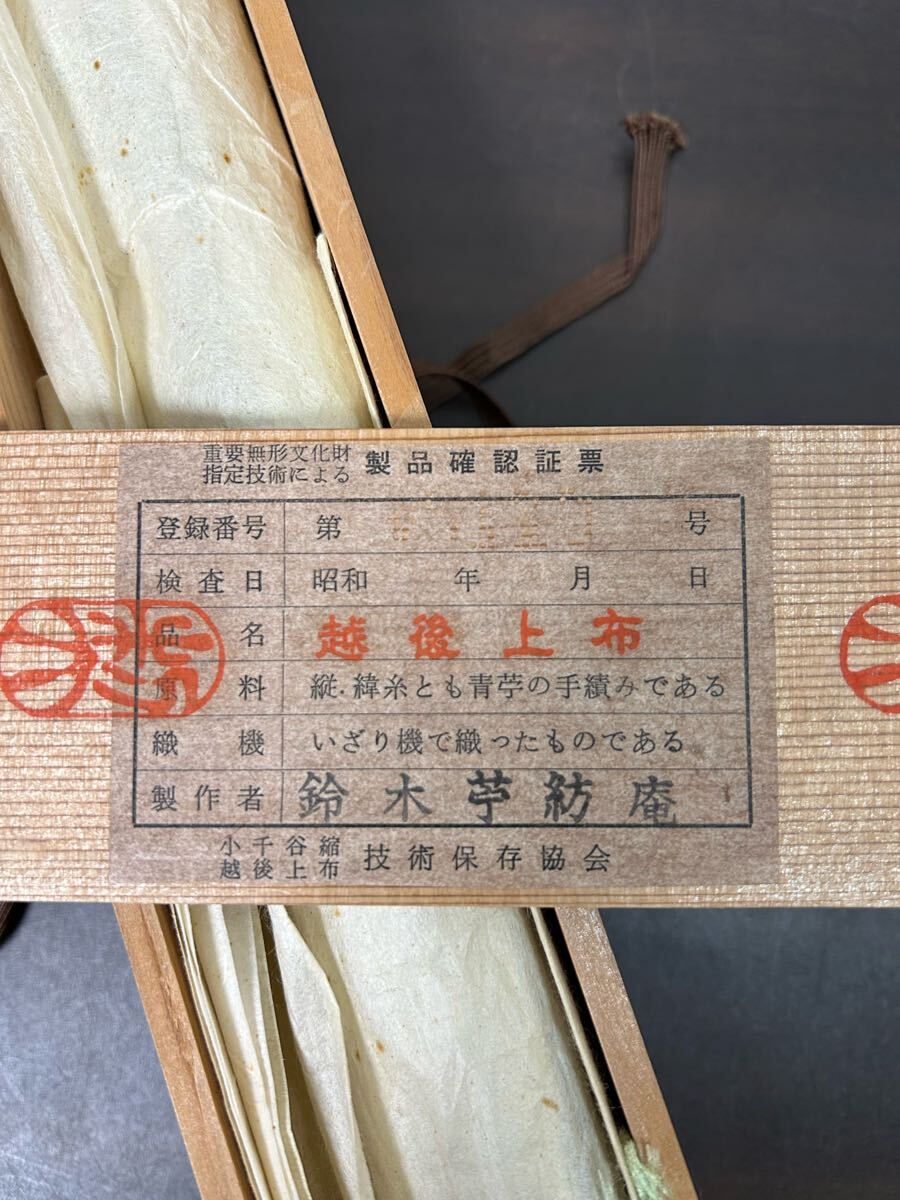 重要無形文化財
指定技術による 製品確認証票
登録番号 第 号
検査日 昭和 年 月 日
品名 越後上布
原料 縦.緯糸とも青苧の手績みである
織機 いざり機で織ったものである
製作者 鈴木苧紡庵
小千谷縮
越後上布 技術保存協会